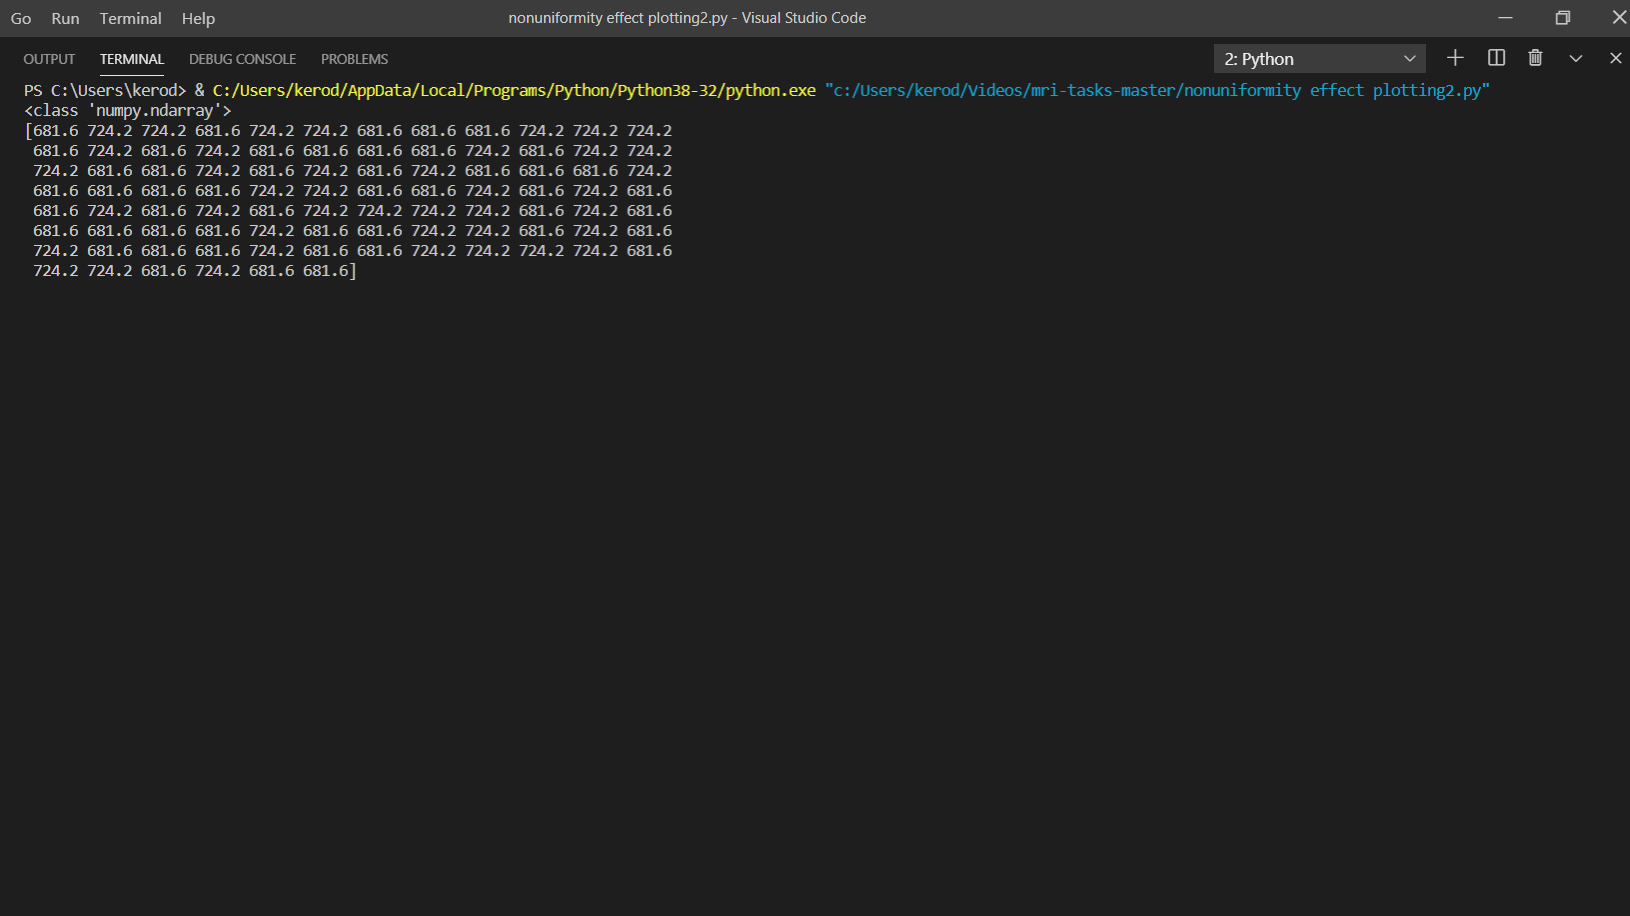 Go Run Terminal Help nonuniformity effect plotting2.py - Visual Studio Code
OUTPUT TERMINAL DEBUG CONSOLE PROBLEMS 2: Python
PS C:\Users\kerod> & C:/Users/kerod/AppData/Local/Programs/Python/Python38-32/python.exe "c:/Users/kerod/Videos/mri-tasks-master/nonuniformity effect plotting2.py"
<class 'numpy.ndarray'>
[681.6 724.2 724.2 681.6 724.2 724.2 681.6 681.6 681.6 724.2 724.2 724.2
681.6 724.2 681.6 724.2 681.6 681.6 681.6 681.6 724.2 681.6 724.2 724.2
724.2 681.6 681.6 724.2 681.6 724.2 681.6 724.2 681.6 681.6 681.6 724.2
681.6 681.6 681.6 681.6 724.2 724.2 681.6 681.6 724.2 681.6 724.2 681.6
681.6 724.2 681.6 724.2 681.6 724.2 724.2 724.2 724.2 681.6 724.2 681.6
681.6 681.6 681.6 724.2 681.6 681.6 681.6 724.2 724.2 681.6 724.2 681.6
724.2 681.6 681.6 681.6 724.2 681.6 681.6 724.2 724.2 724.2 724.2 681.6
724.2 724.2 681.6 724.2 681.6 681.6]